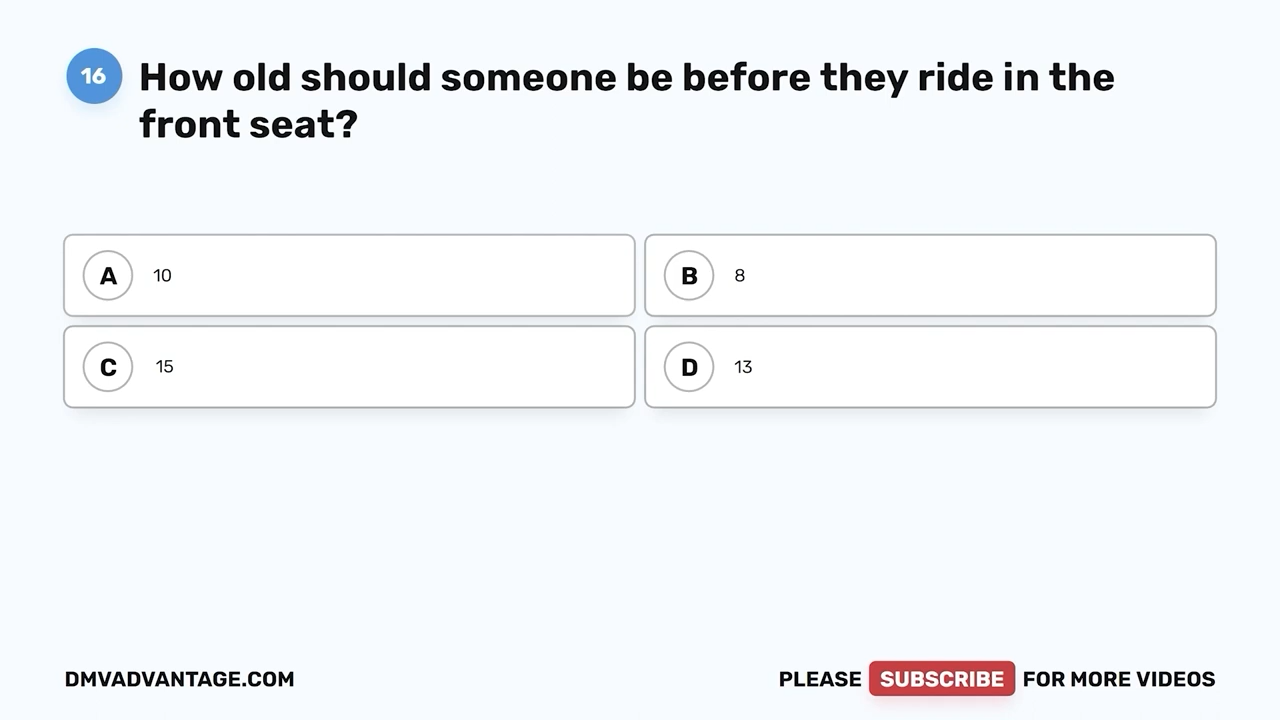 16
How old should someone be before they ride in the
front seat?
A 10
B 8
C 15
D 13
DMVADVANTAGE.COM
PLEASE SUBSCRIBE FOR MORE VIDEOS